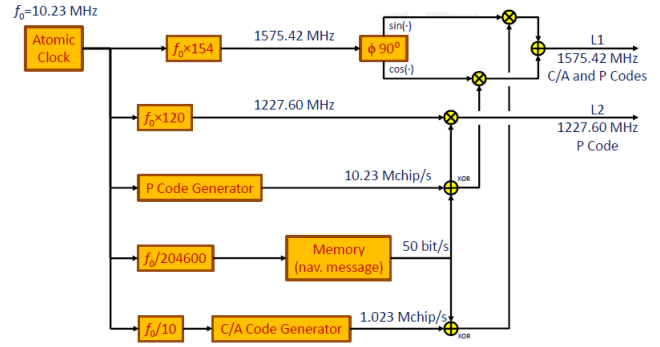 f0=10.23 MHz
Atomic
Clock
f0×154
1575.42 MHz
ϕ 90°
sin(·)
cos(·)
L1
1575.42 MHz
C/A and P Codes
f0×120
1227.60 MHz
L2
1227.60 MHz
P Code
P Code Generator
10.23 Mchip/s
XOR
f0/204600
Memory
(nav. message)
50 bit/s
f0/10
C/A Code Generator
1.023 Mchip/s
XOR